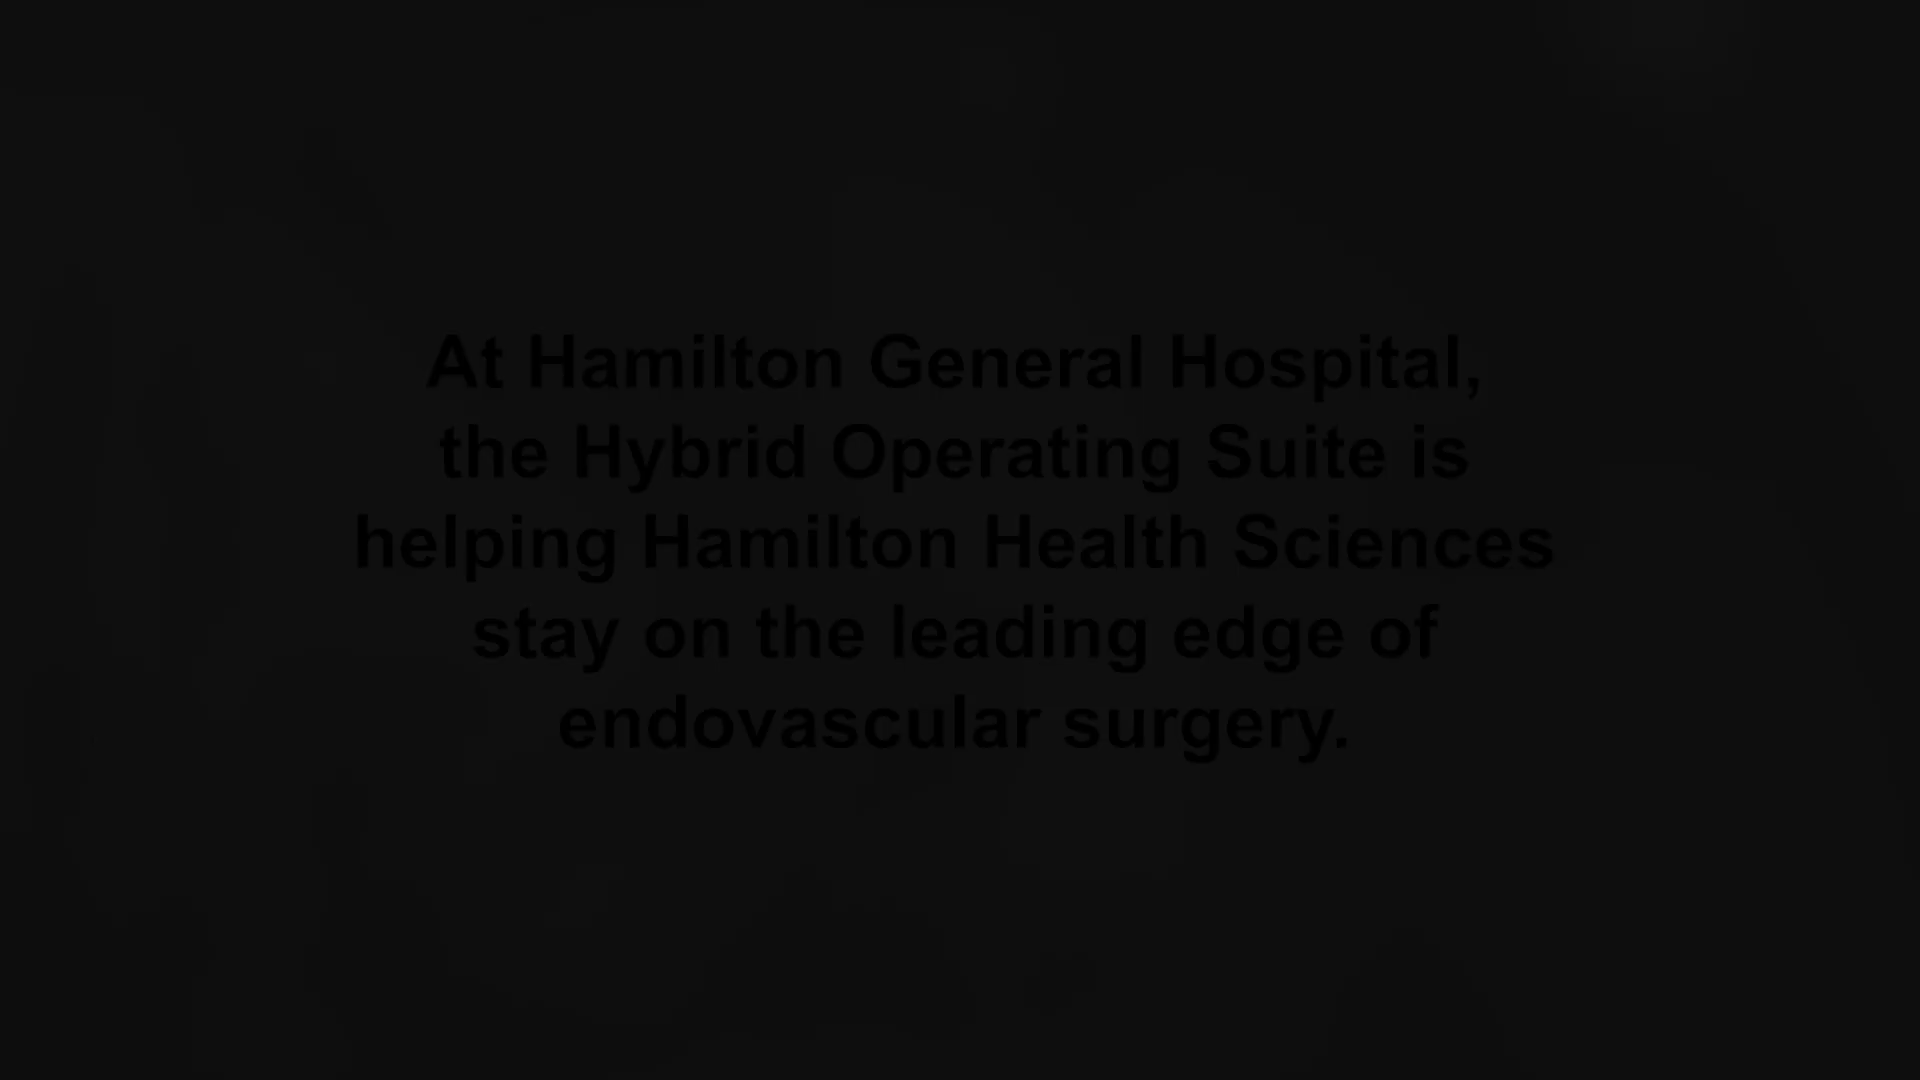 At Hamilton General Hospital,
the Hybrid Operating Suite is
helping Hamilton Health Sciences
stay on the leading edge of
endovascular surgery.